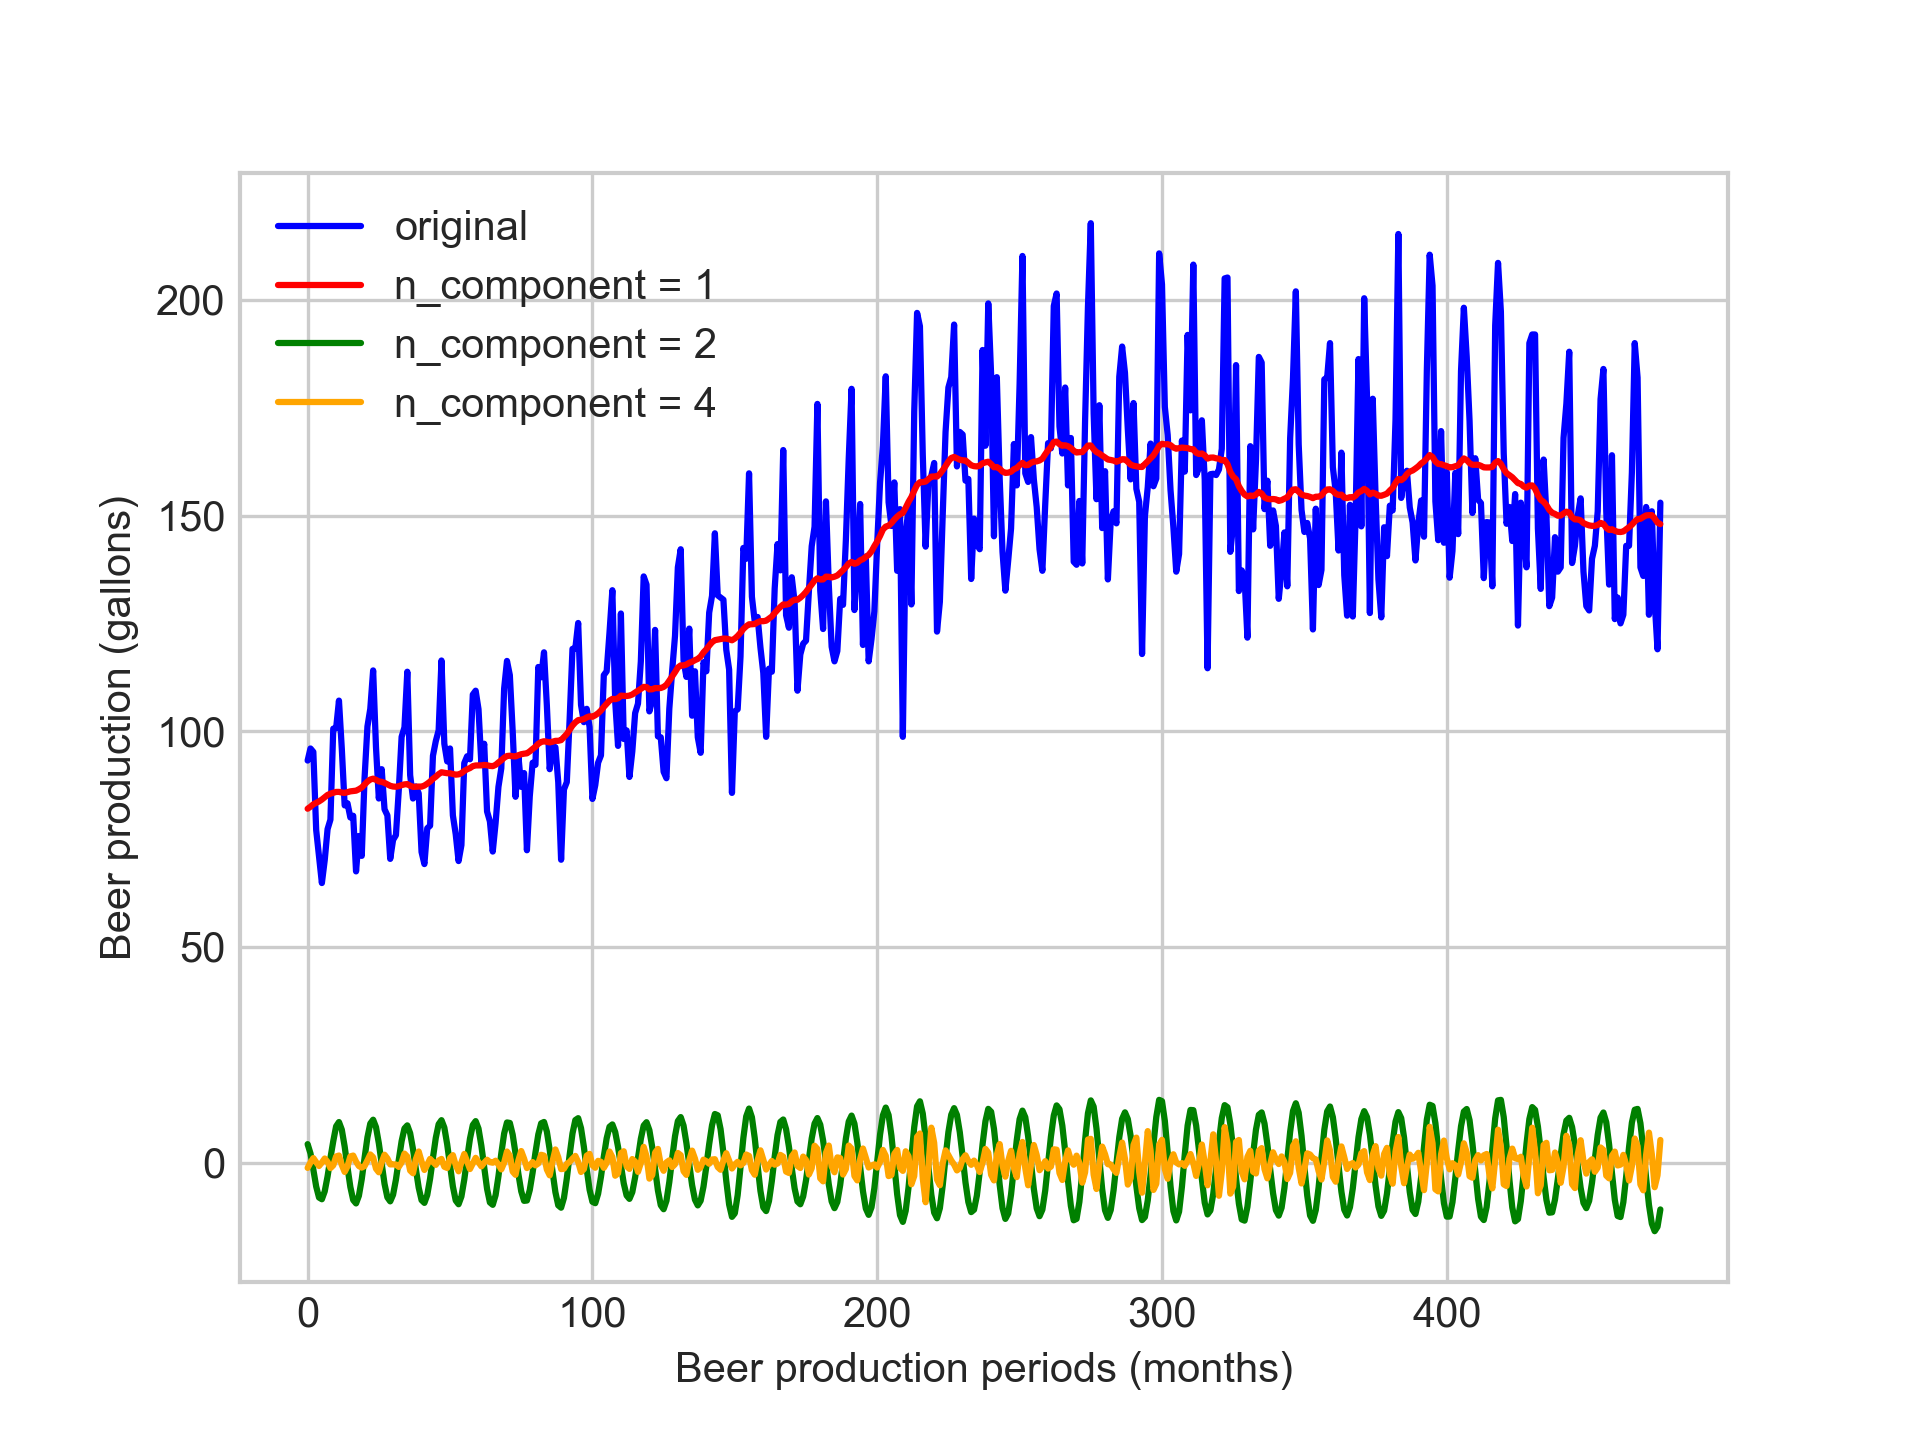 original
n_component = 1
n_component = 2
n_component = 4
200
150
100
50
0
0 100 200 300 400
Beer production periods (months)
Beer production (gallons)